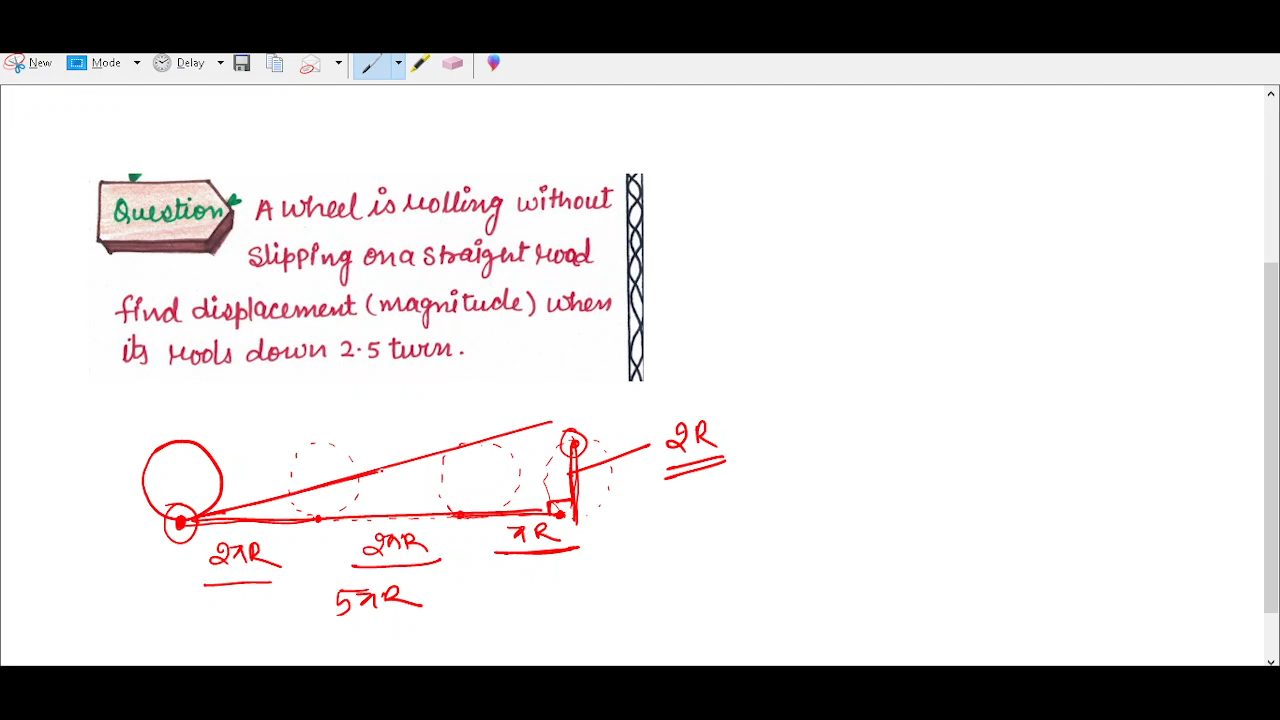 New Mode Delay
Question A wheel is rolling without
slipping on a straight road
find displacement (magnitude) when
its rools down 2.5 turn.
2R
2πR 2πR πR
5πR